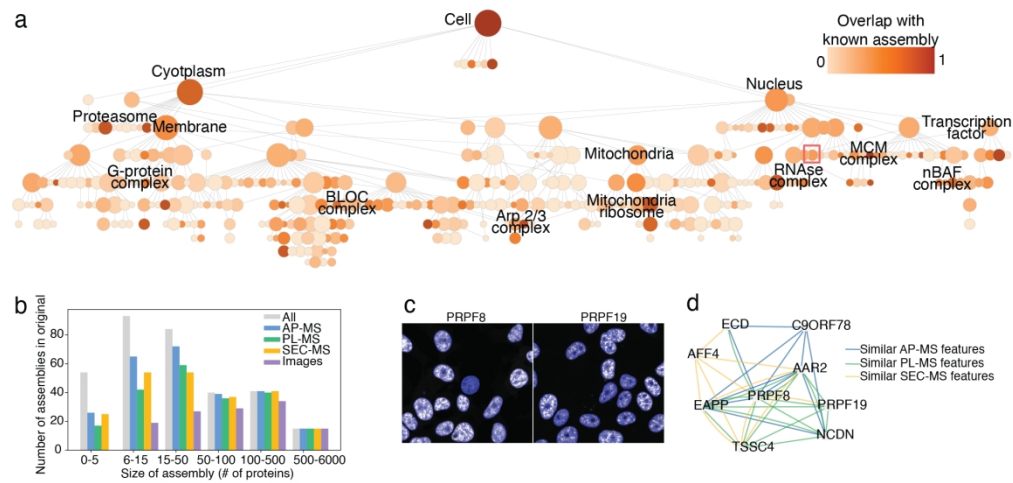 a
Cell
Overlap with
known assembly
0
1
Cyotplasm
Nucleus
Proteasome
Membrane
Transcription
factor
Mitochondria
MCM
complex
G-protein
complex
RNAse
complex
nBAF
complex
BLOC
complex
Mitochondria
ribosome
Arp 2/3
complex
b
Number of assemblies in original
80
60
40
20
0
All
AP-MS
PL-MS
SEC-MS
Images
0-5
6-15
15-50
50-100
100-500
500-6000
Size of assembly (# of proteins)
c
PRPF8
PRPF19
d
ECD
C9ORF78
AFF4
AAR2
EAPP
PRPF8
PRPF19
NCDN
TSSC4
Similar AP-MS features
Similar PL-MS features
Similar SEC-MS features